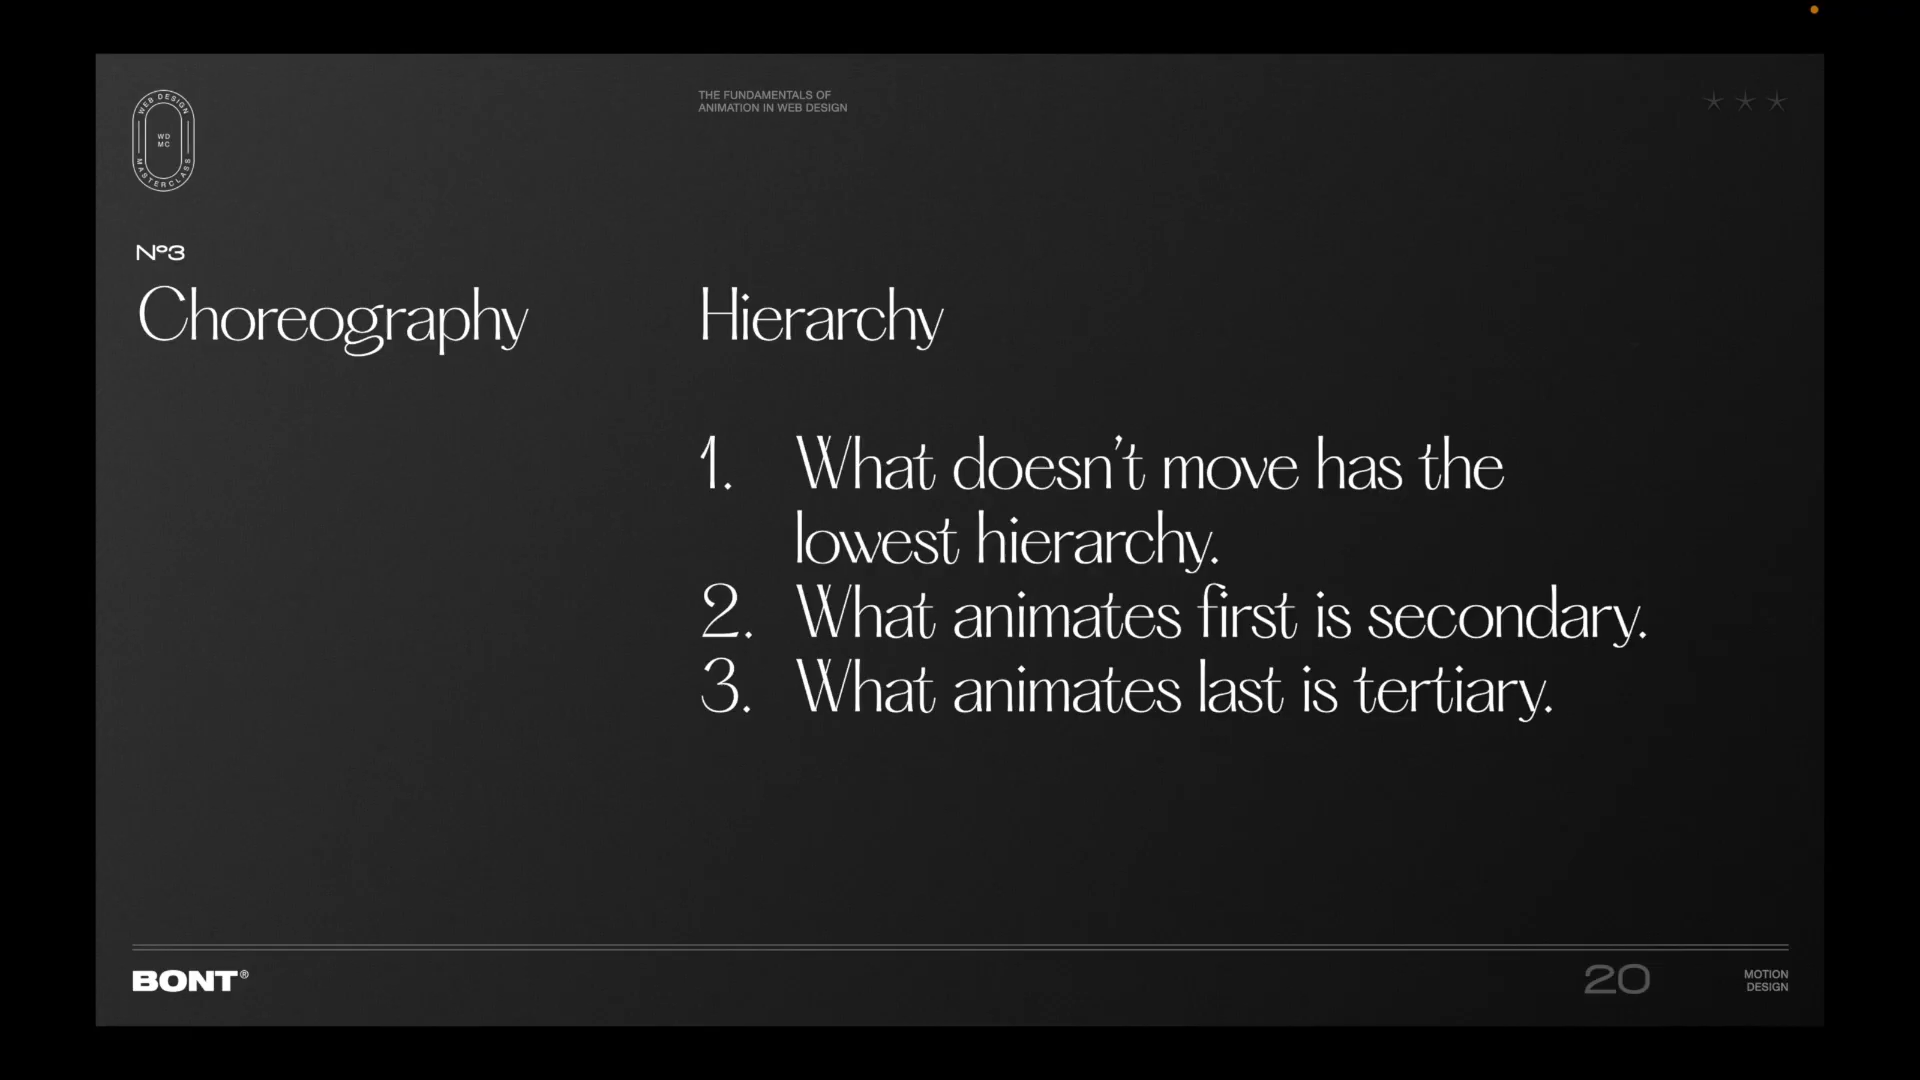 WEB DESIGN
WD
MC
MASTERCLASS
THE FUNDAMENTALS OF
ANIMATION IN WEB DESIGN
Nº3
Choreography
Hierarchy
1. What doesn’t move has the
lowest hierarchy.
2. What animates first is secondary.
3. What animates last is tertiary.
BONT®
20
MOTION
DESIGN